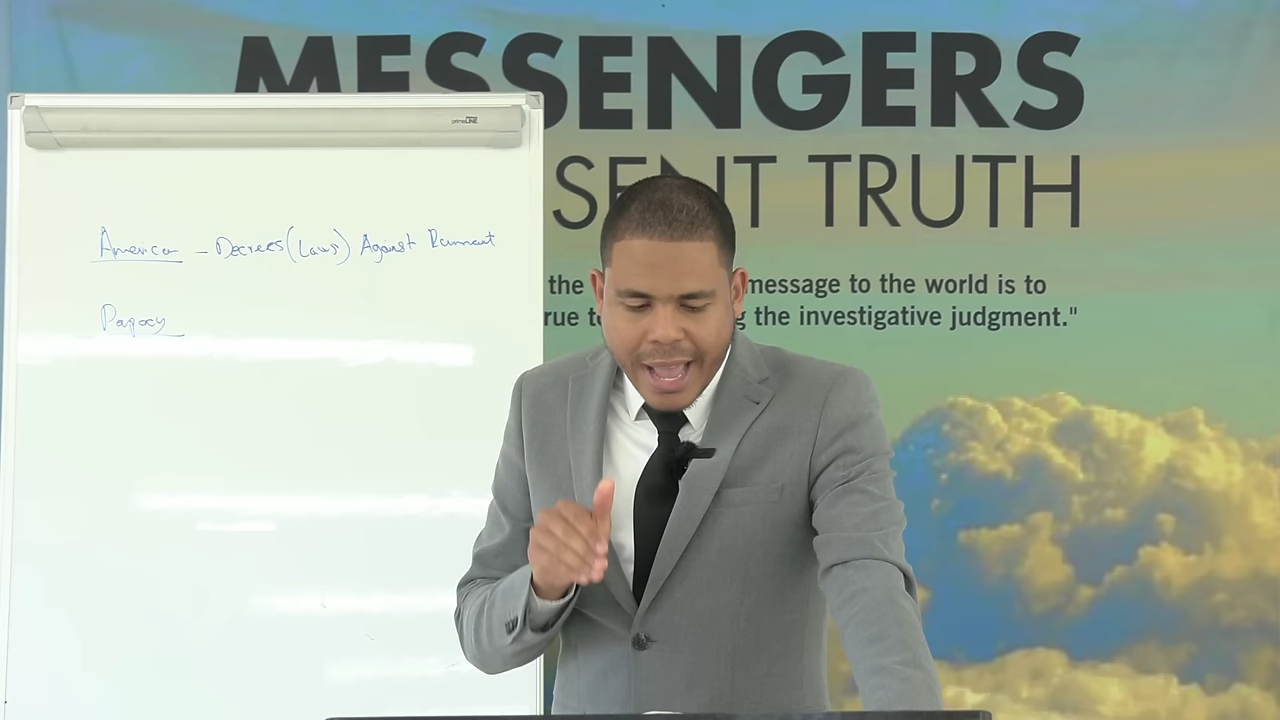 MESSENGERS
SENT TRUTH
the message to the world is to
the investigative judgment."
primeLINE
America - Decrees (Laws) Against Remnant
Papacy